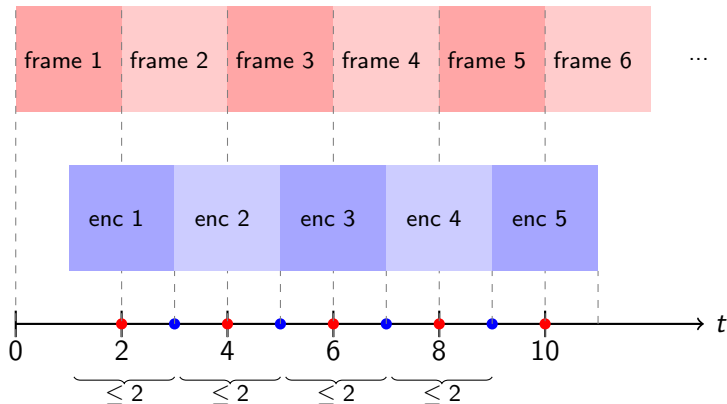 frame 1 frame 2 frame 3 frame 4 frame 5 frame 6 ...
enc 1 enc 2 enc 3 enc 4 enc 5
t
0 2 4 6 8 10
≤ 2 ≤ 2 ≤ 2 ≤ 2